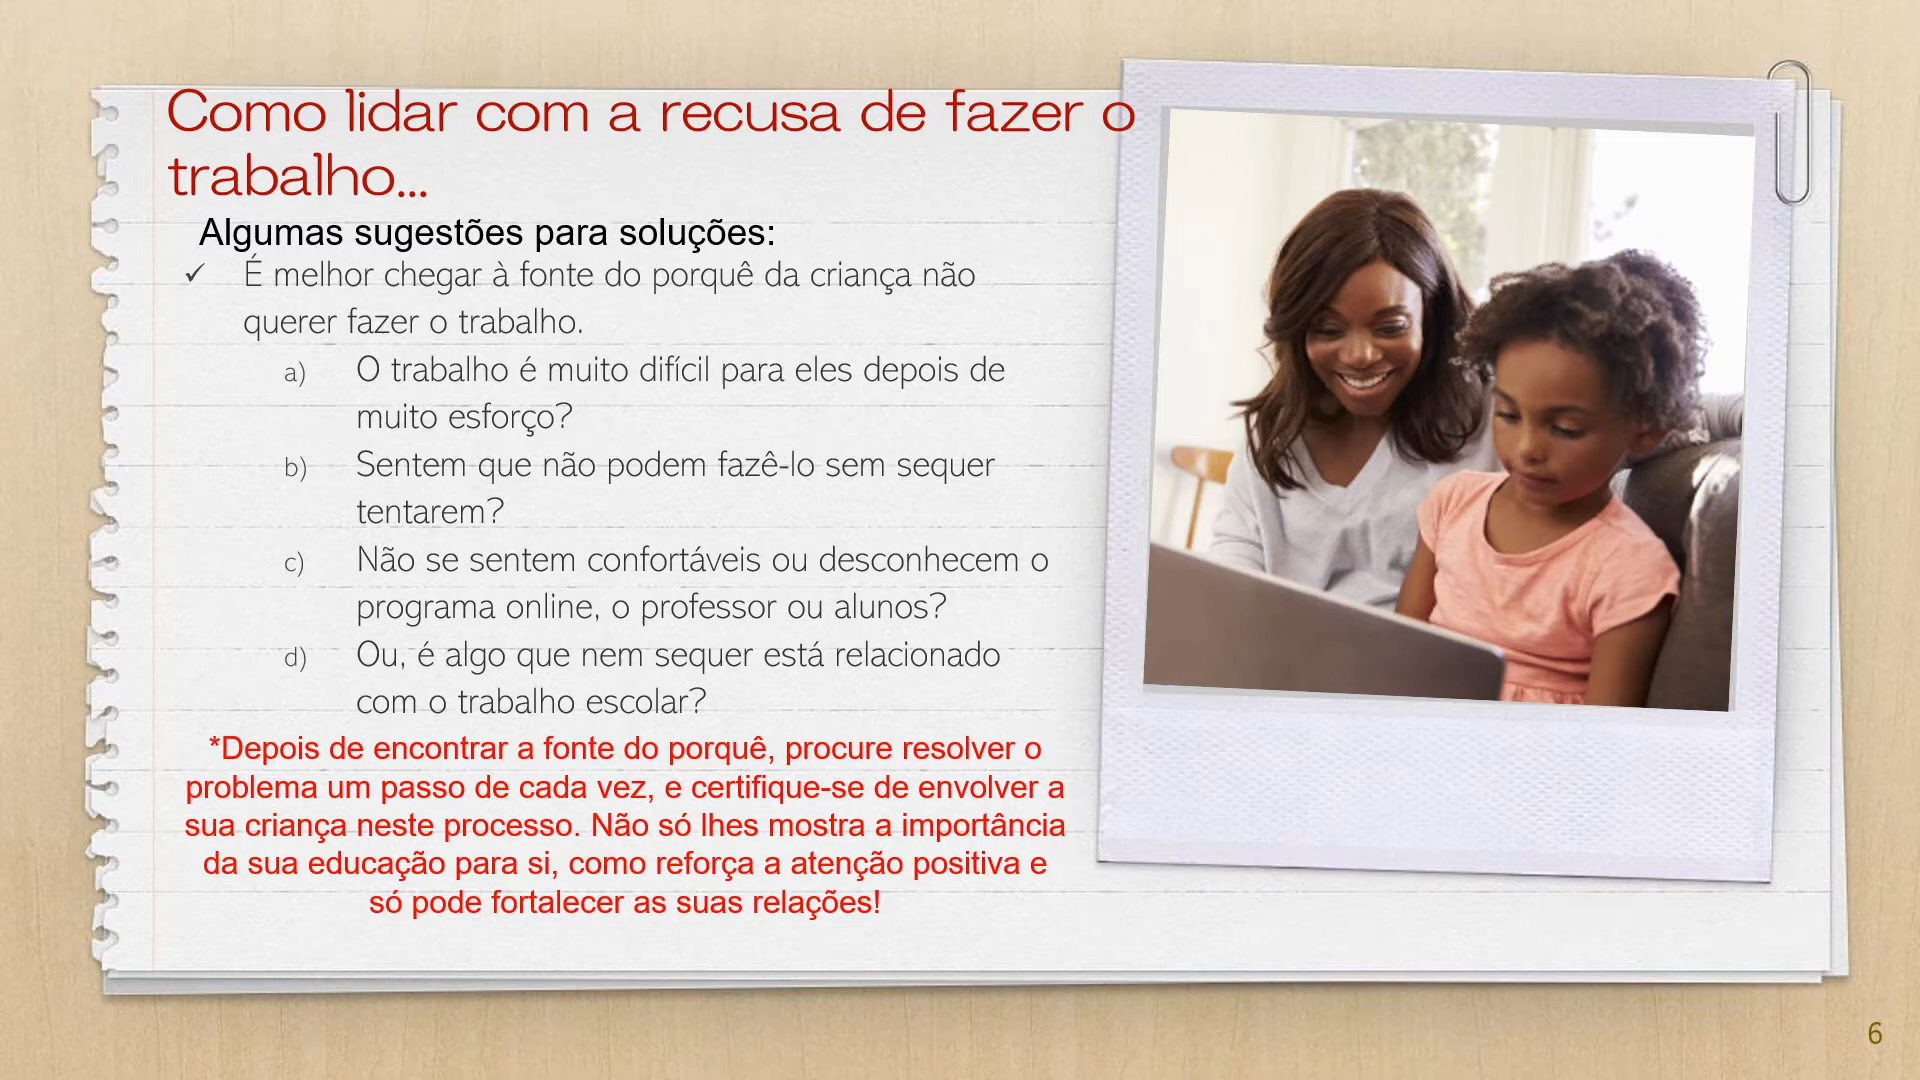 Como lidar com a recusa de fazer o
trabalho...
Algumas sugestões para soluções:
✓ É melhor chegar à fonte do porquê da criança não
querer fazer o trabalho.
a) O trabalho é muito difícil para eles depois de
muito esforço?
b) Sentem que não podem fazê-lo sem sequer
tentarem?
c) Não se sentem confortáveis ou desconhecem o
programa online, o professor ou alunos?
d) Ou, é algo que nem sequer está relacionado
com o trabalho escolar?
*Depois de encontrar a fonte do porquê, procure resolver o
problema um passo de cada vez, e certifique-se de envolver a
sua criança neste processo. Não só lhes mostra a importância
da sua educação para si, como reforça a atenção positiva e
só pode fortalecer as suas relações!
6